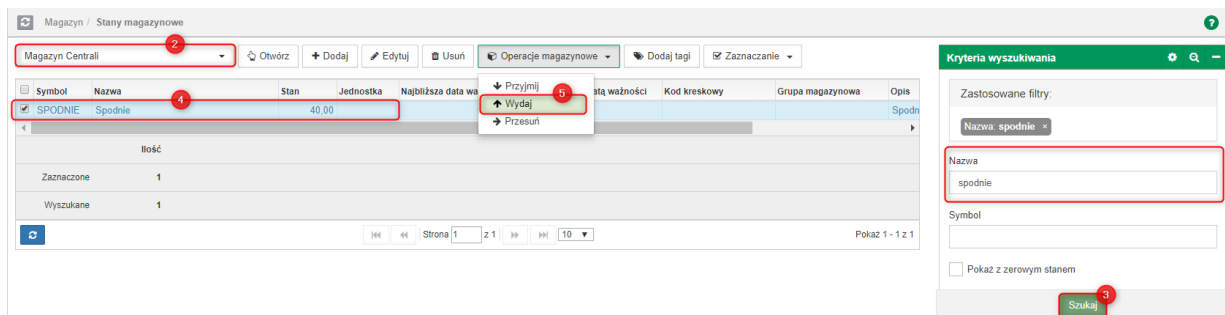 Magazyn / Stany magazynowe
?
2
Magazyn Centrali
Otwórz
Dodaj
Edytuj
Usuń
Operacje magazynowe
Dodaj tagi
Zaznaczanie
Symbol Nazwa Stan Jednostka Najbliższa data wa atą ważności Kod kreskowy Grupa magazynowa Opis
4
SPODNIE Spodnie 40,00 Spodn
Przyjmij
5
Wydaj
Przesuń
Ilość
Zaznaczone 1
Wyszukane 1
Strona 1 z 1 10
Pokaż 1 - 1 z 1
Kryteria wyszukiwania
Zastosowane filtry:
Nazwa: spodnie ×
Nazwa
spodnie
Symbol
Pokaż z zerowym stanem
3
Szukaj